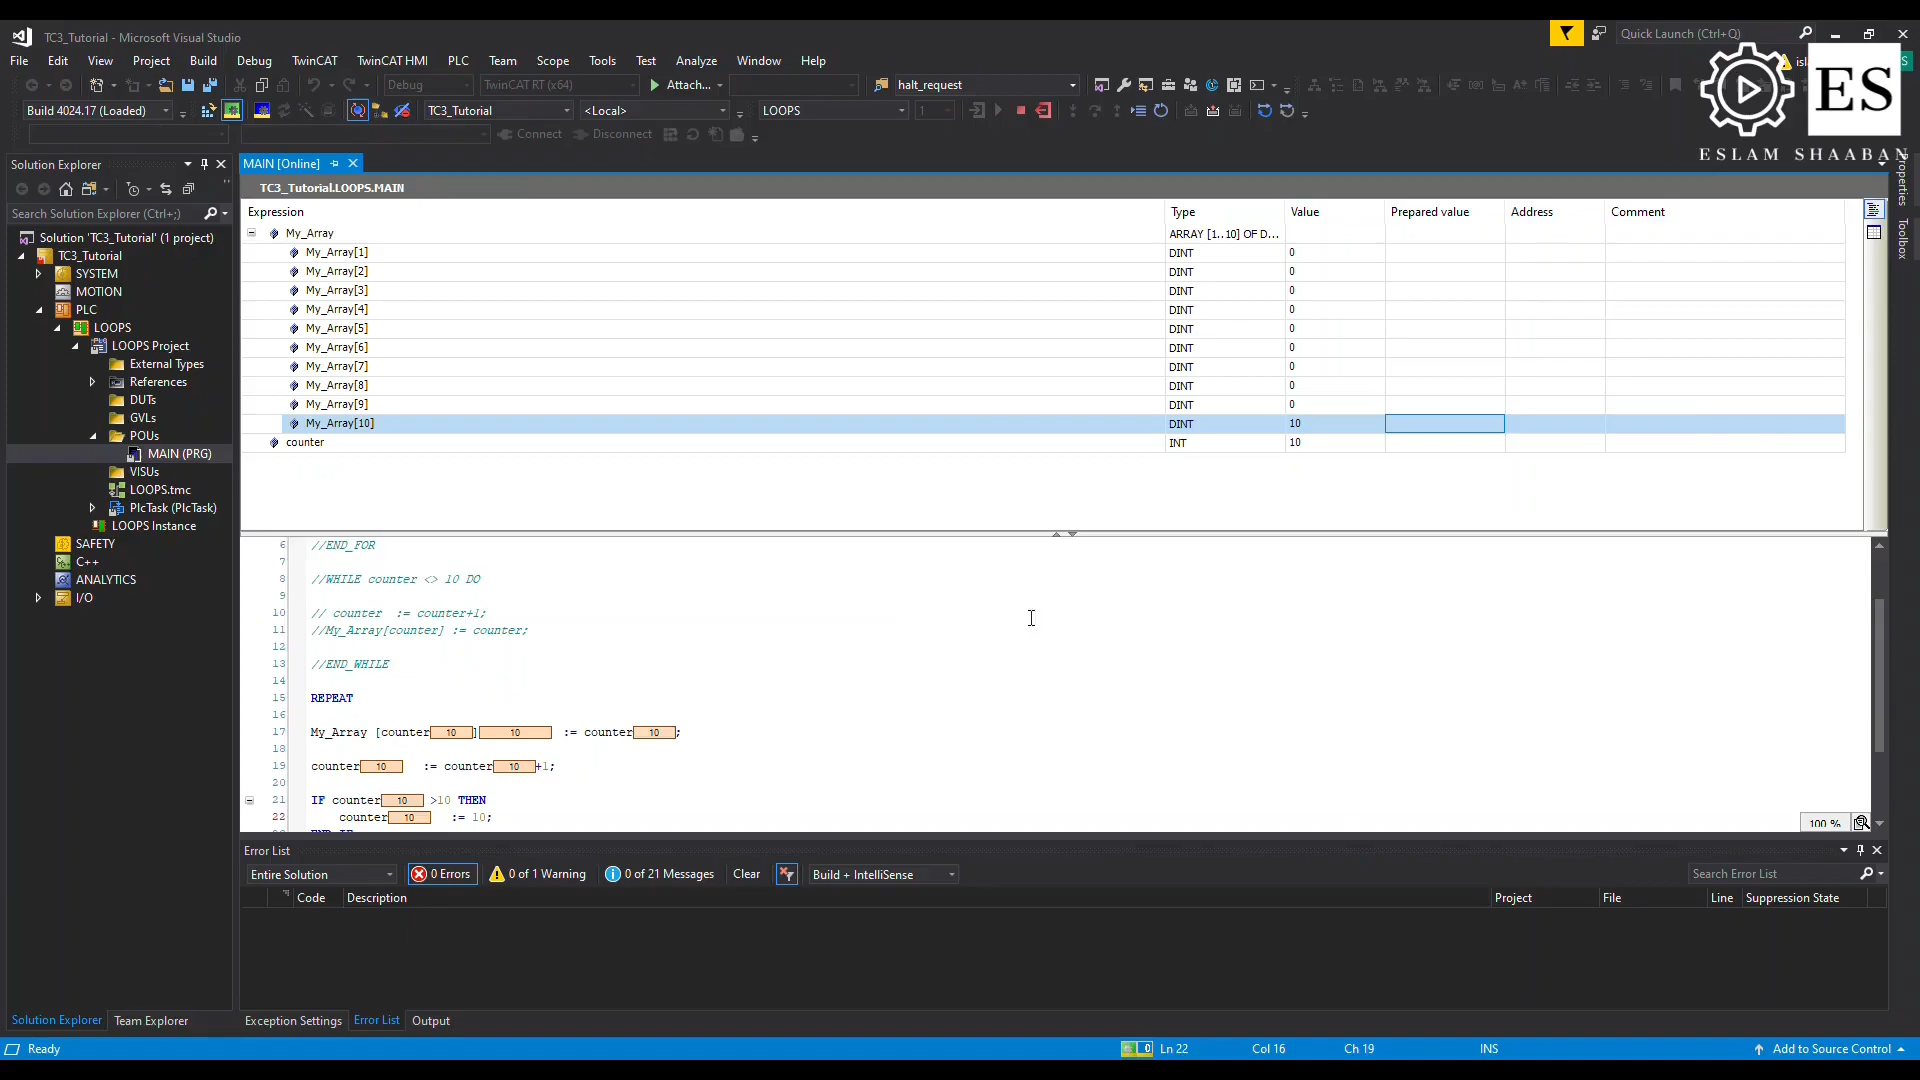 TC3_Tutorial - Microsoft Visual Studio
Quick Launch (Ctrl+Q)
File Edit View Project Build Debug TwinCAT TwinCAT HMI PLC Team Scope Tools Test Analyze Window Help
Debug TwinCAT RT (x64) Attach... halt_request
Build 4024.17 (Loaded) TC3_Tutorial <Local> LOOPS 1
Connect Disconnect
ES
ESLAM SHAABAN
Solution Explorer
MAIN [Online]
Search Solution Explorer (Ctrl+;)
Solution 'TC3_Tutorial' (1 project)
TC3_Tutorial
SYSTEM
MOTION
PLC
LOOPS
LOOPS Project
External Types
References
DUTs
GVLs
POUs
MAIN (PRG)
VISUs
LOOPS.tmc
PlcTask (PlcTask)
LOOPS Instance
SAFETY
C++
ANALYTICS
I/O
TC3_Tutorial.LOOPS.MAIN
Expression Type Value Prepared value Address Comment
My_Array ARRAY [1..10] OF D...
My_Array[1] DINT 0
My_Array[2] DINT 0
My_Array[3] DINT 0
My_Array[4] DINT 0
My_Array[5] DINT 0
My_Array[6] DINT 0
My_Array[7] DINT 0
My_Array[8] DINT 0
My_Array[9] DINT 0
My_Array[10] DINT 10
counter INT 10
6 //END_FOR
7
8 //WHILE counter <> 10 DO
9
10 // counter := counter+1;
11 //My_Array[counter] := counter;
12
13 //END_WHILE
14
15 REPEAT
16
17 My_Array [counter 10 ] 10 := counter 10 ;
18
19 counter 10 := counter 10 +1;
20
21 IF counter 10 >10 THEN
22 counter 10 := 10;
100 %
Properties
Toolbox
Error List
Entire Solution 0 Errors 0 of 1 Warning 0 of 21 Messages Clear Build + IntelliSense Search Error List
Code Description Project File Line Suppression State
Solution Explorer Team Explorer Exception Settings Error List Output
Ready 0 Ln 22 Col 16 Ch 19 INS Add to Source Control